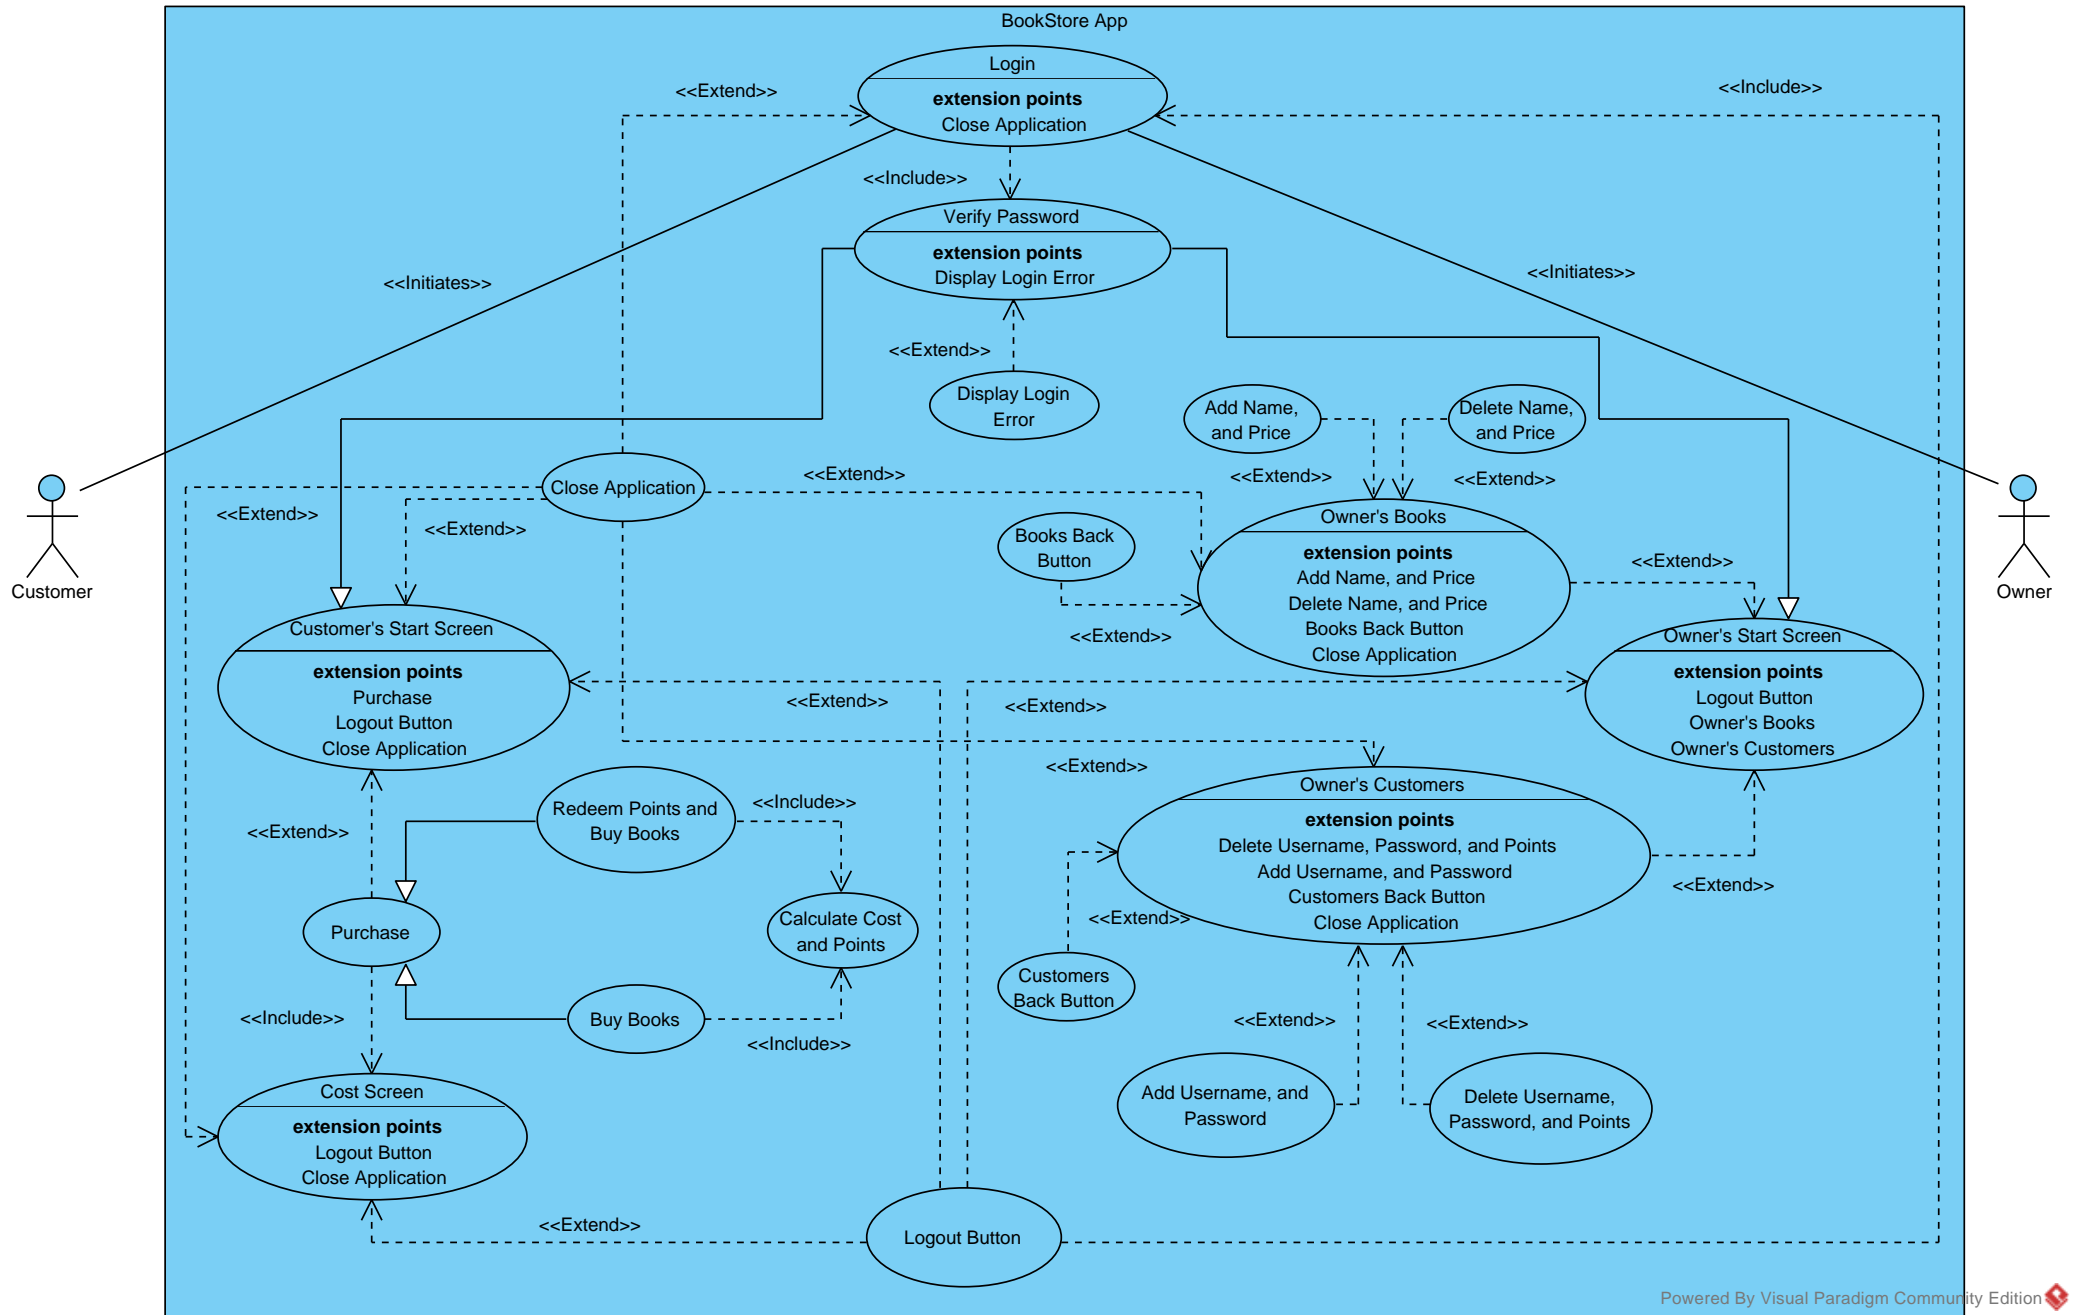 BookStore App
Login
extension points
Close Application
<<Extend>>
<<Include>>
<<Include>>
Verify Password
extension points
Display Login Error
<<Initiates>>
<<Initiates>>
<<Extend>>
Display Login
Error
Add Name,
and Price
Delete Name,
and Price
<<Extend>>
<<Extend>>
<<Extend>>
Close Application
<<Extend>>
<<Extend>>
Customer
Owner
Books Back
Button
<<Extend>>
Owner's Books
extension points
Add Name, and Price
Delete Name, and Price
Books Back Button
Close Application
<<Extend>>
Customer's Start Screen
extension points
Purchase
Logout Button
Close Application
Owner's Start Screen
extension points
Logout Button
Owner's Books
Owner's Customers
<<Extend>>
<<Extend>>
<<Extend>>
Owner's Customers
extension points
Delete Username, Password, and Points
Add Username, and Password
Customers Back Button
Close Application
<<Extend>>
Redeem Points and
Buy Books
<<Include>>
<<Extend>>
Purchase
Calculate Cost
and Points
<<Extend>>
Customers
Back Button
Buy Books
<<Include>>
<<Include>>
<<Extend>>
<<Extend>>
Cost Screen
extension points
Logout Button
Close Application
Add Username, and
Password
Delete Username,
Password, and Points
<<Extend>>
Logout Button
Powered By Visual Paradigm Community Edition